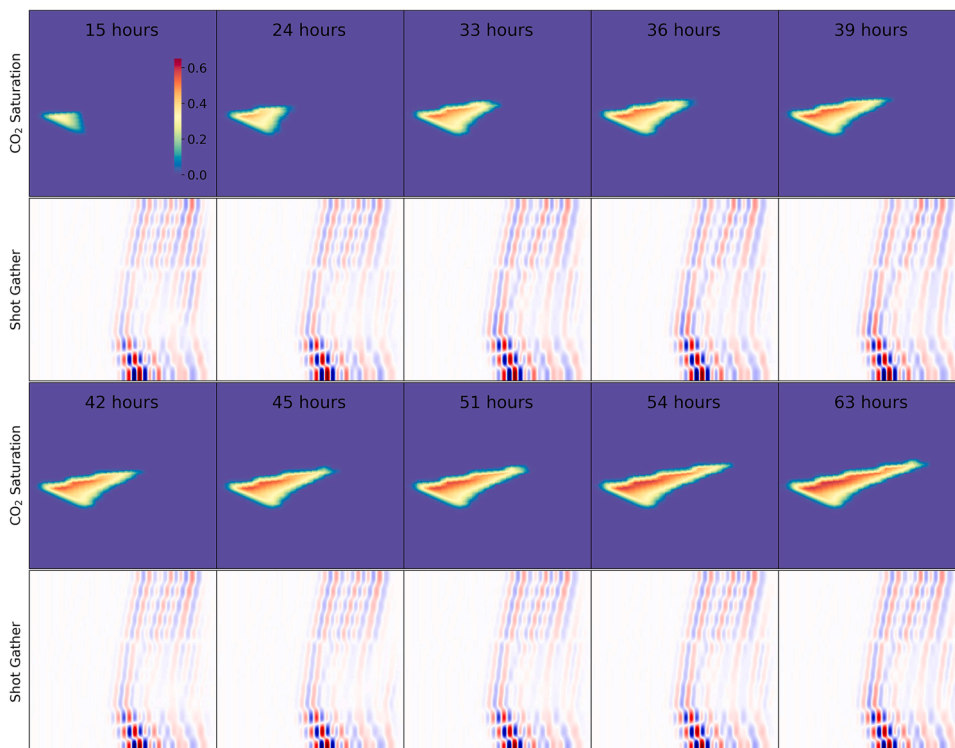 CO₂ Saturation
15 hours
24 hours
33 hours
36 hours
39 hours
0.6
0.4
0.2
0.0
Shot Gather
CO₂ Saturation
42 hours
45 hours
51 hours
54 hours
63 hours
Shot Gather